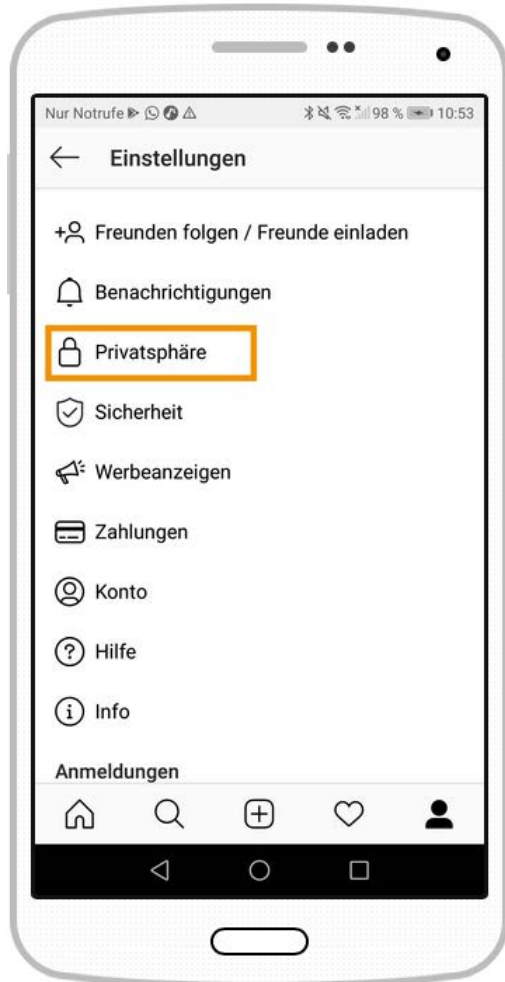 Nur Notrufe 98 % 10:53
Einstellungen
Freunden folgen / Freunde einladen
Benachrichtigungen
Privatsphäre
Sicherheit
Werbeanzeigen
Zahlungen
Konto
Hilfe
Info
Anmeldungen